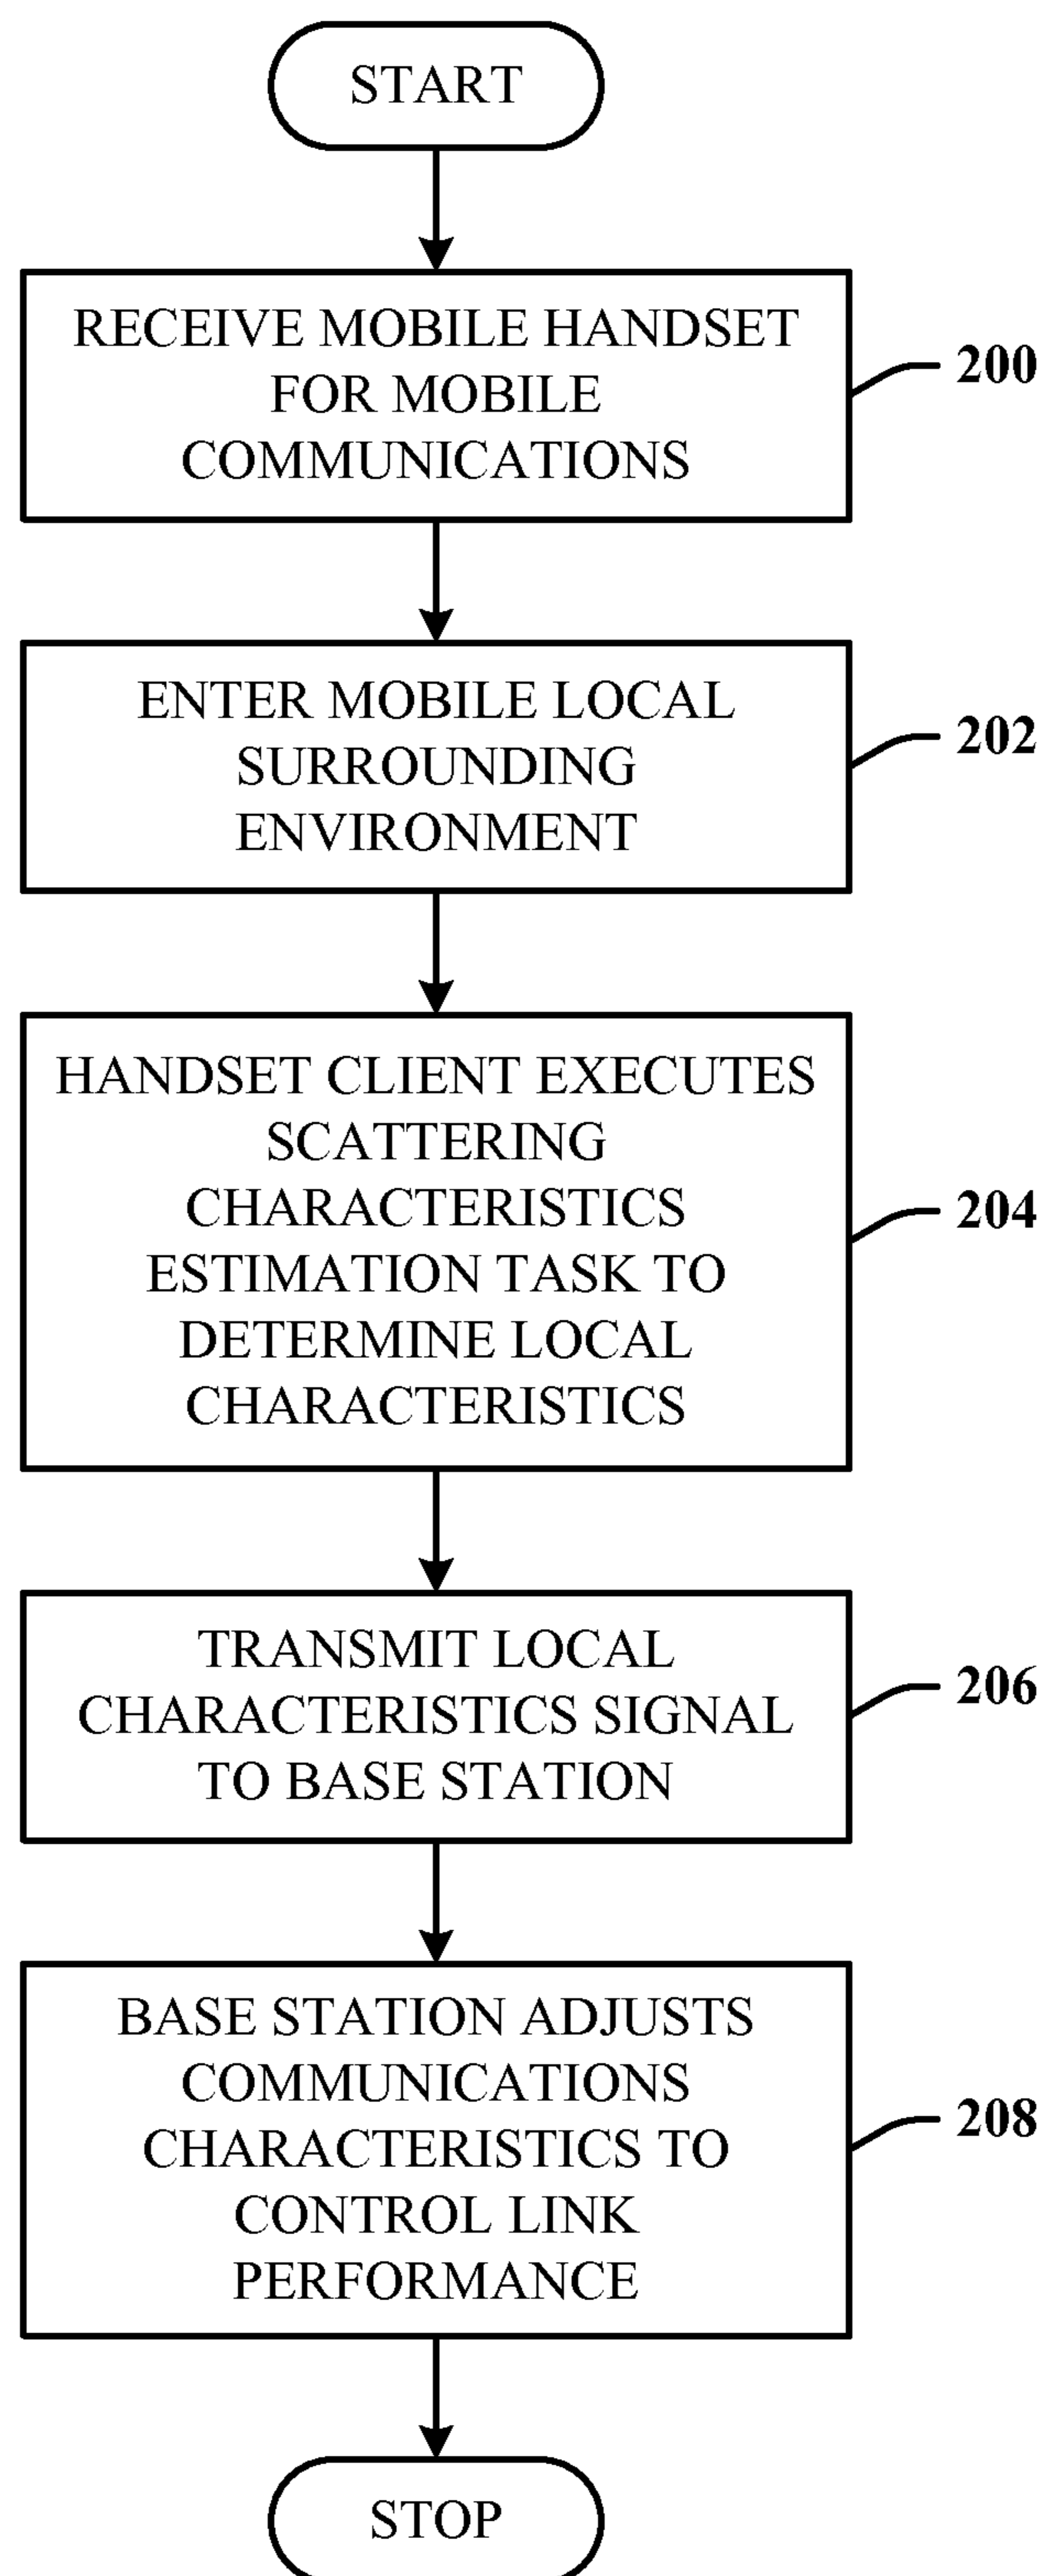 START
RECEIVE MOBILE HANDSET
FOR MOBILE
COMMUNICATIONS
200
ENTER MOBILE LOCAL
SURROUNDING
ENVIRONMENT
202
HANDSET CLIENT EXECUTES
SCATTERING
CHARACTERISTICS
ESTIMATION TASK TO
DETERMINE LOCAL
CHARACTERISTICS
204
TRANSMIT LOCAL
CHARACTERISTICS SIGNAL
TO BASE STATION
206
BASE STATION ADJUSTS
COMMUNICATIONS
CHARACTERISTICS TO
CONTROL LINK
PERFORMANCE
208
STOP